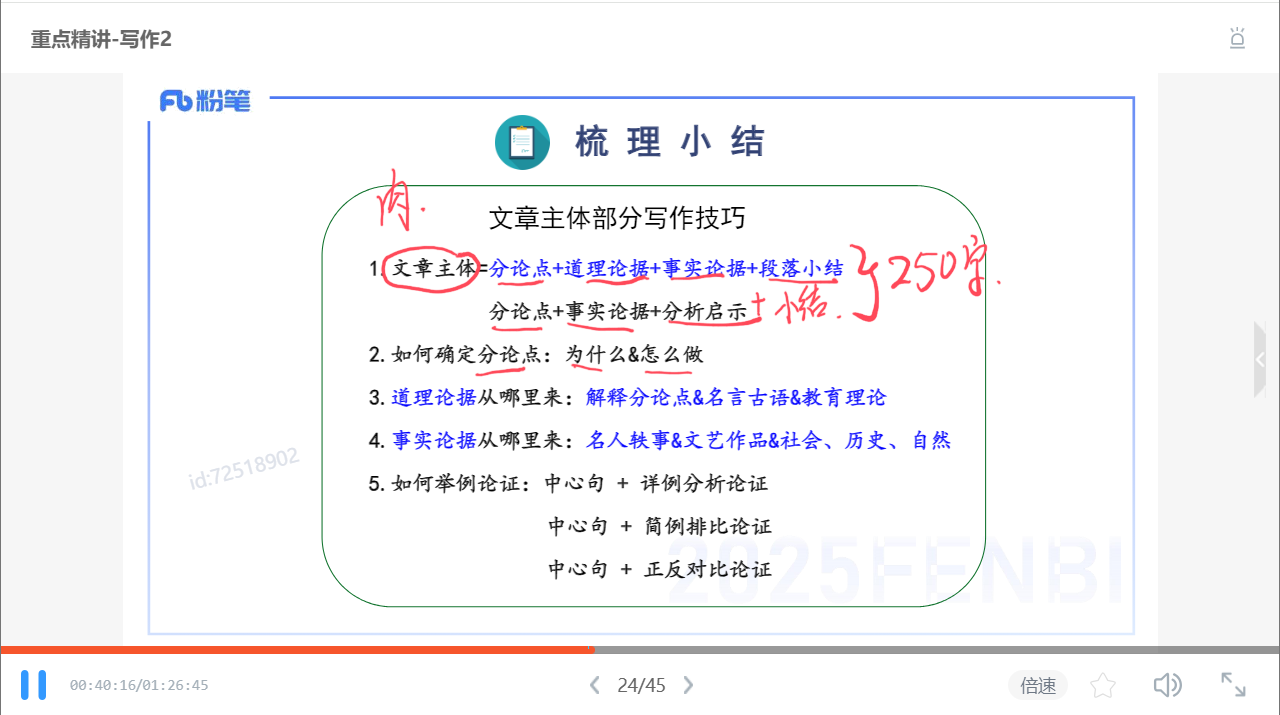 重点精讲-写作2
粉笔
梳理小结
肉.
文章主体部分写作技巧
1.文章主体=分论点+道理论据+事实论据+段落小结
分论点+事实论据+分析启示+小结.
250字.
2.如何确定分论点：为什么&怎么做
3.道理论据从哪里来：解释分论点&名言古语&教育理论
4.事实论据从哪里来：名人轶事&文艺作品&社会、历史、自然
id:72518902
5.如何举例论证：中心句 + 详例分析论证
中心句 + 简例排比论证
中心句 + 正反对比论证
2025FENBI
00:40:16/01:26:45
24/45
倍速